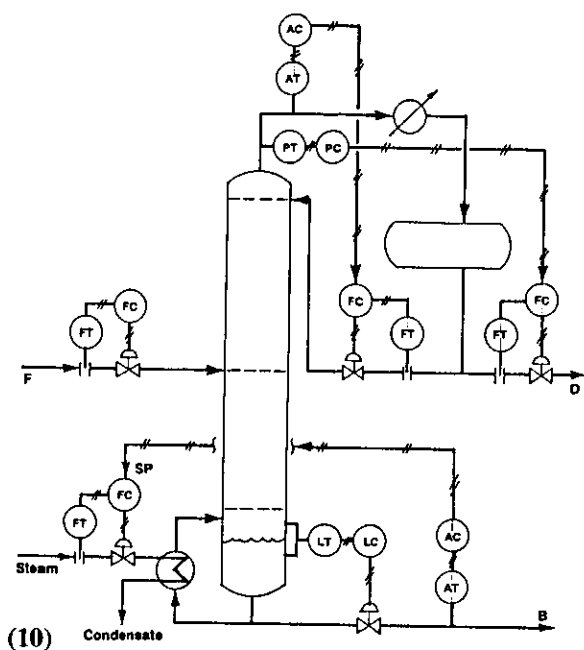 AC
AT
PT PC
FC FC
FT FT
FC
FT
F D
SP
FC
FT
AC
LT LC
AT
Steam
B
(10) Condensate